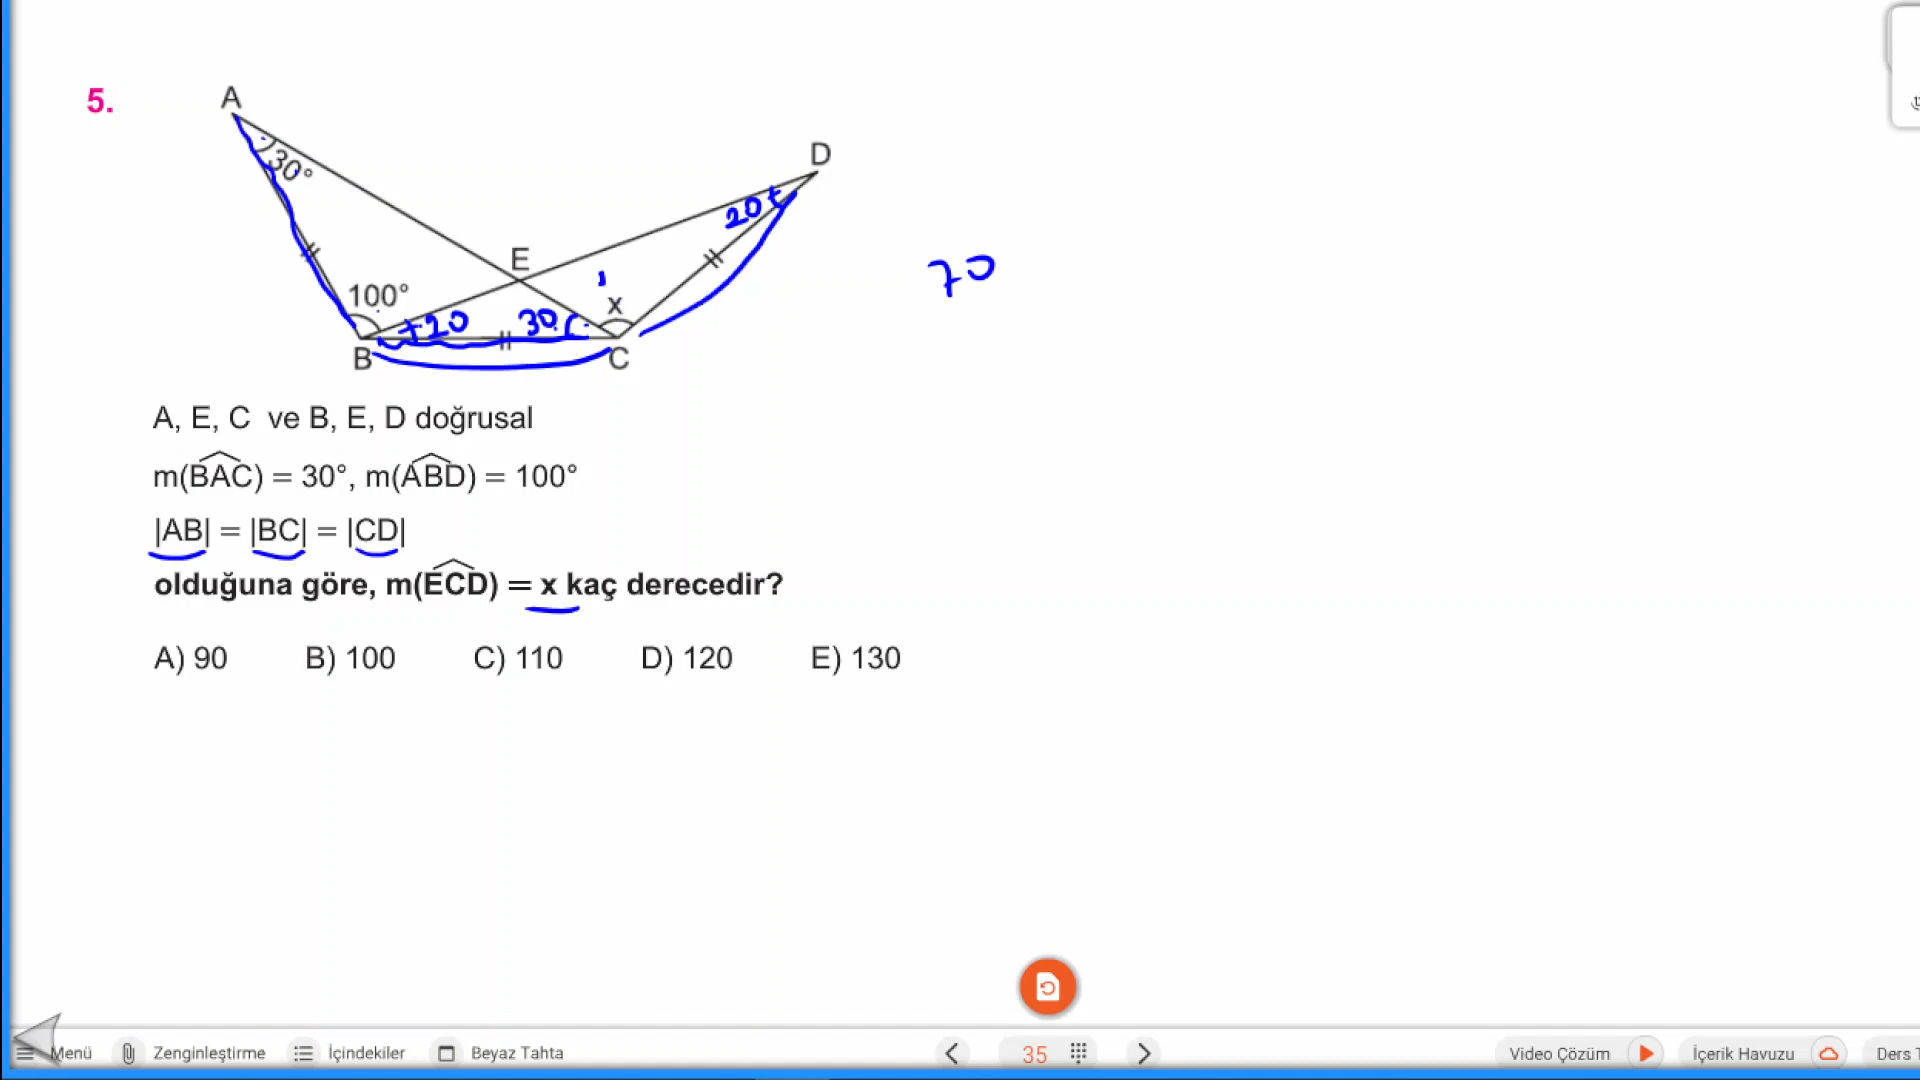 5.
A
D
30°
20
E
70
x
100°
20
30
B
C
A, E, C ve B, E, D doğrusal
m(BAC) = 30°, m(ABD) = 100°
|AB| = |BC| = |CD|
olduğuna göre, m(ECD) = x kaç derecedir?
A) 90 B) 100 C) 110 D) 120 E) 130
Menü Zenginleştirme İçindekiler Beyaz Tahta 35 Video Çözüm İçerik Havuzu Ders